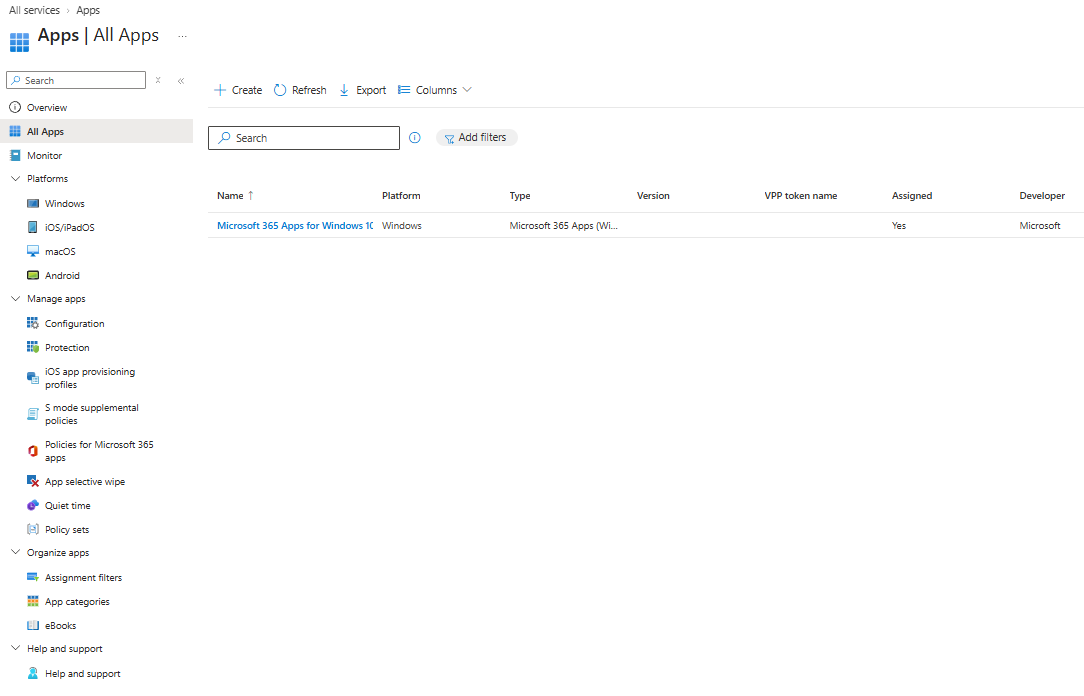 All services › Apps
Apps | All Apps ...
Search
Overview
All Apps
Monitor
Platforms
Windows
iOS/iPadOS
macOS
Android
Manage apps
Configuration
Protection
iOS app provisioning
profiles
S mode supplemental
policies
Policies for Microsoft 365
apps
App selective wipe
Quiet time
Policy sets
Organize apps
Assignment filters
App categories
eBooks
Help and support
Help and support
Create Refresh Export Columns
Search Add filters
Name ↑ Platform Type Version VPP token name Assigned Developer
Microsoft 365 Apps for Windows 10 Windows Microsoft 365 Apps (Wi... Yes Microsoft